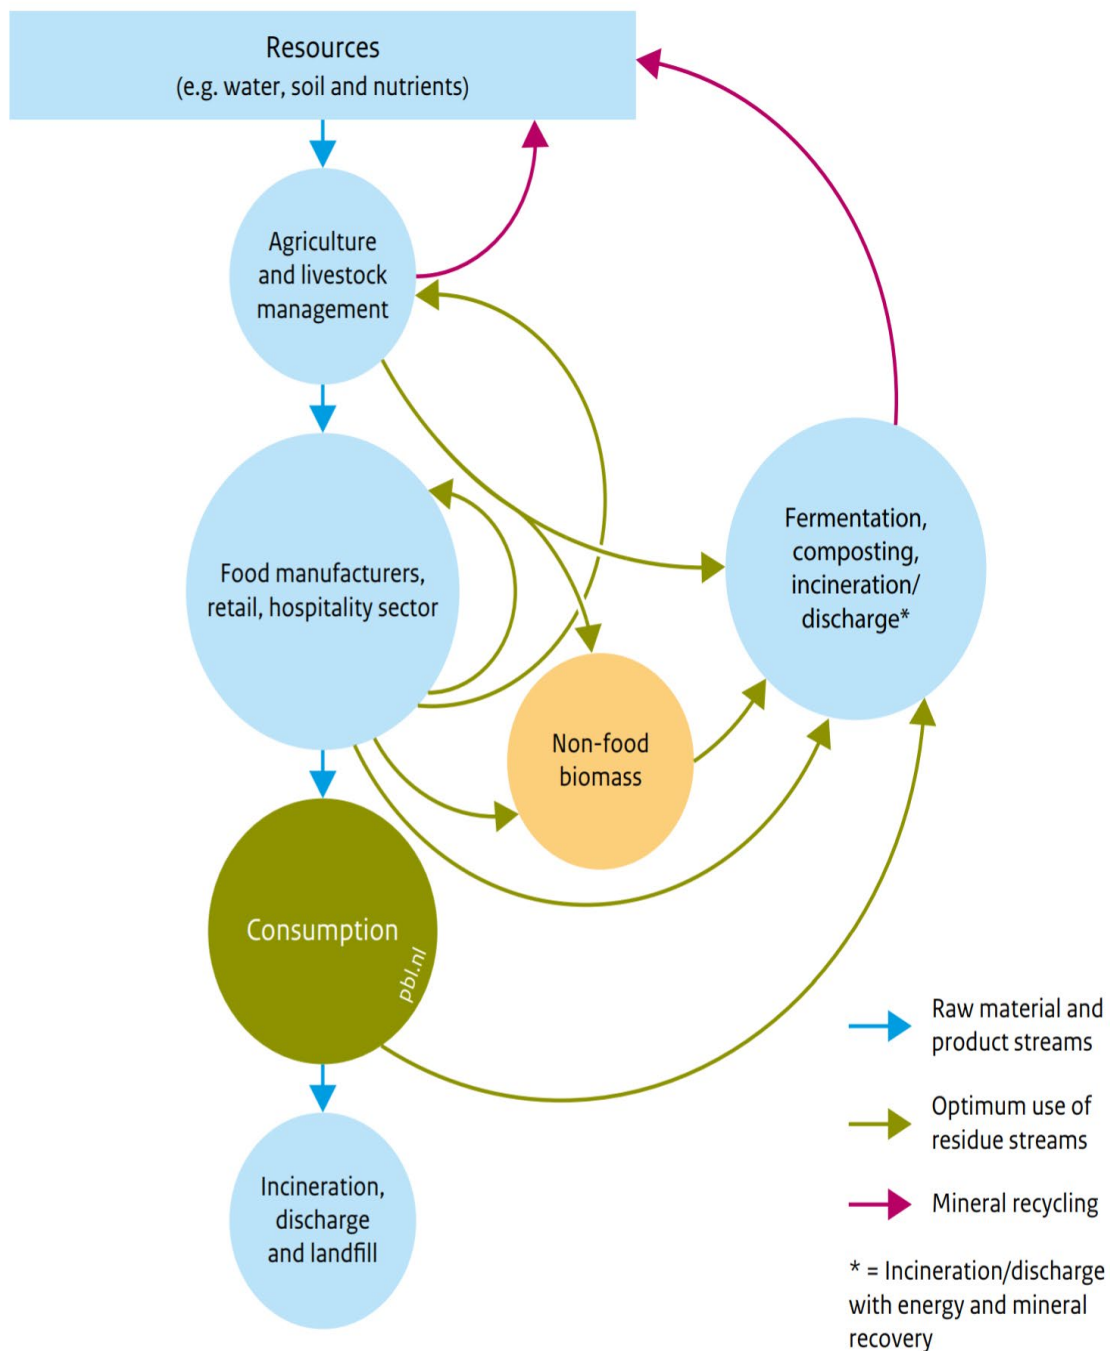 Resources
(e.g. water, soil and nutrients)
Agriculture
and livestock
management
Food manufacturers,
retail, hospitality sector
Fermentation,
composting,
incineration/
discharge*
Non-food
biomass
Consumption
pbl.nl
Incineration,
discharge
and landfill
Raw material and
product streams
Optimum use of
residue streams
Mineral recycling
* = Incineration/discharge
with energy and mineral
recovery